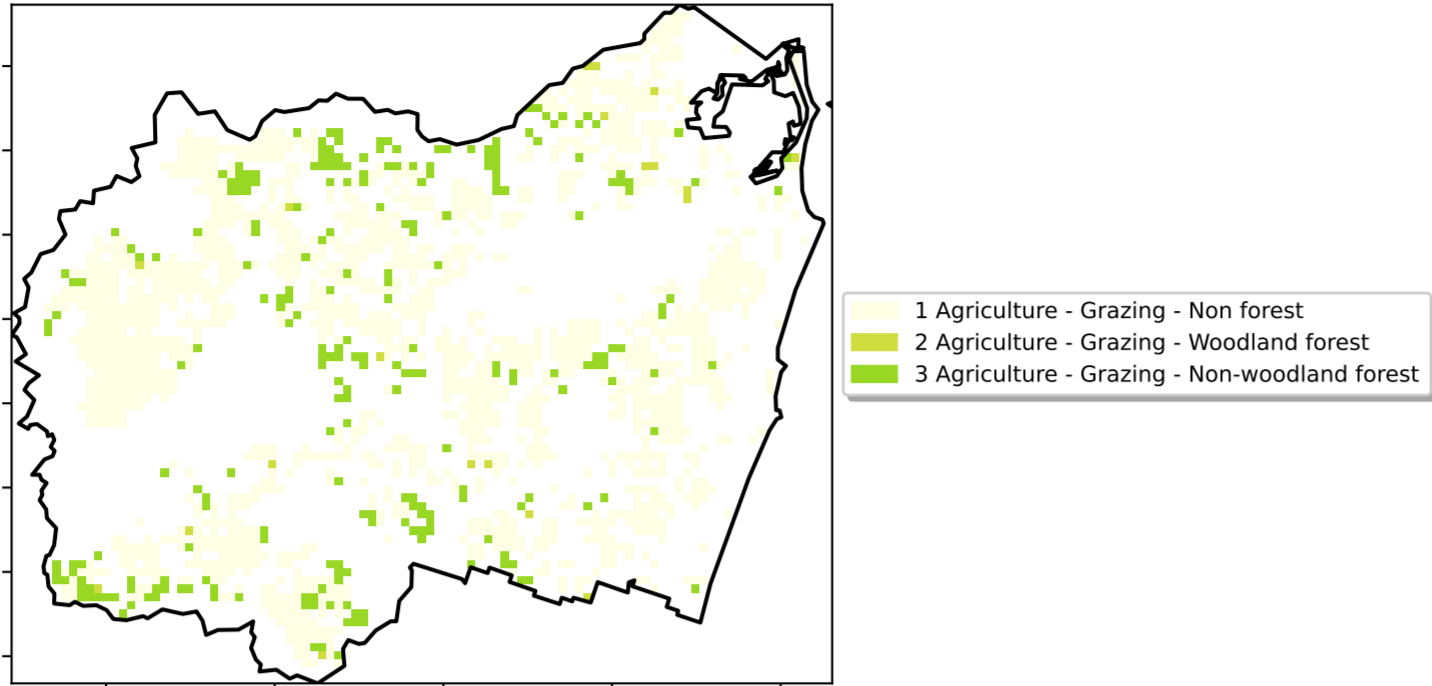 1 Agriculture - Grazing - Non forest
2 Agriculture - Grazing - Woodland forest
3 Agriculture - Grazing - Non-woodland forest